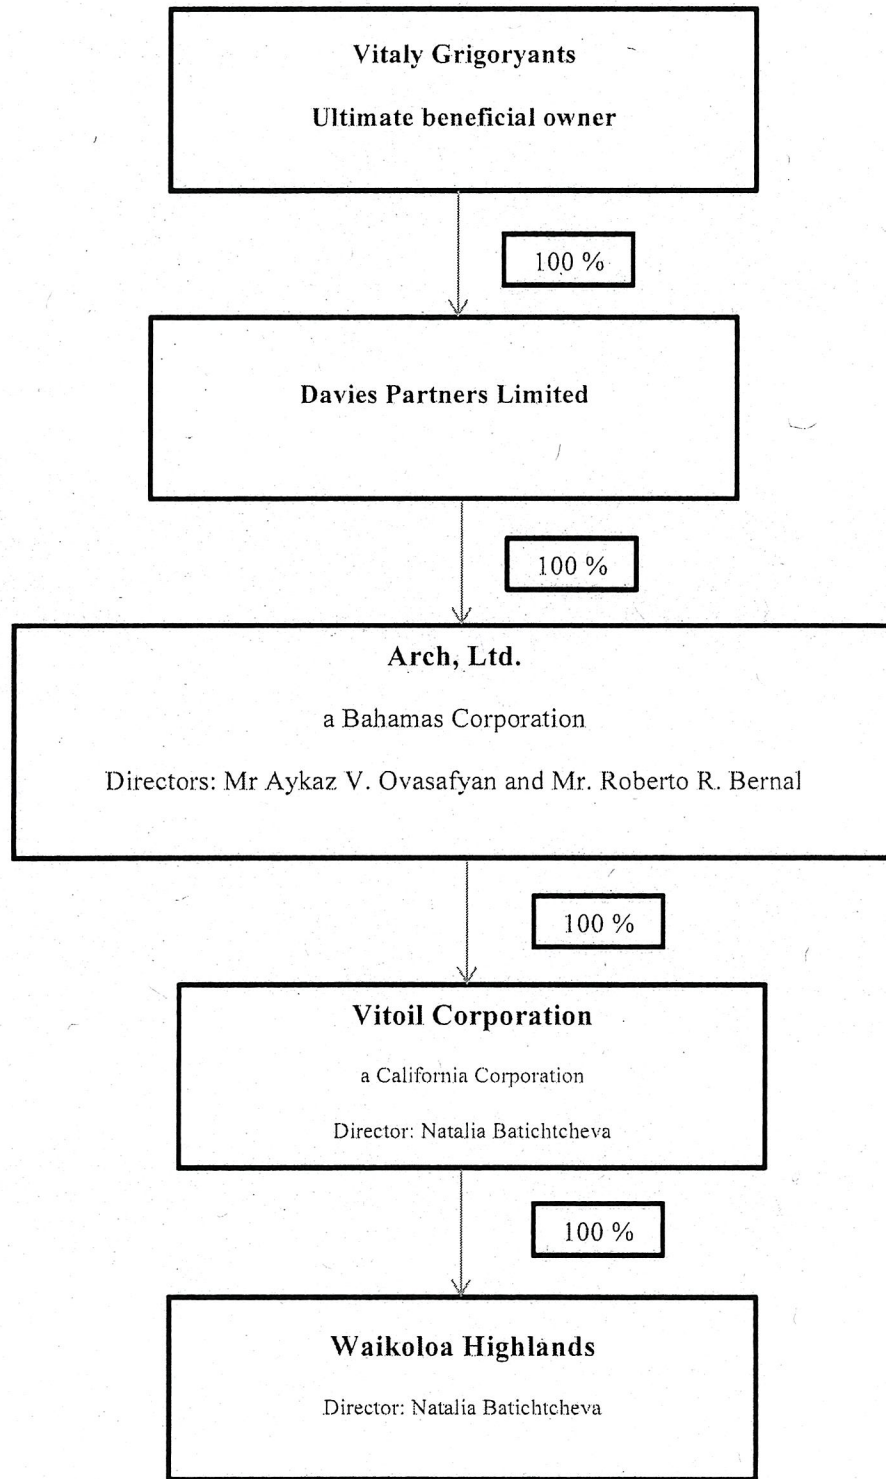 Vitaly Grigoryants
Ultimate beneficial owner
100 %
Davies Partners Limited
100 %
Arch, Ltd.
a Bahamas Corporation
Directors: Mr Aykaz V. Ovasafyan and Mr. Roberto R. Bernal
100 %
Vitoil Corporation
a California Corporation
Director: Natalia Batichtcheva
100 %
Waikoloa Highlands
Director: Natalia Batichtcheva